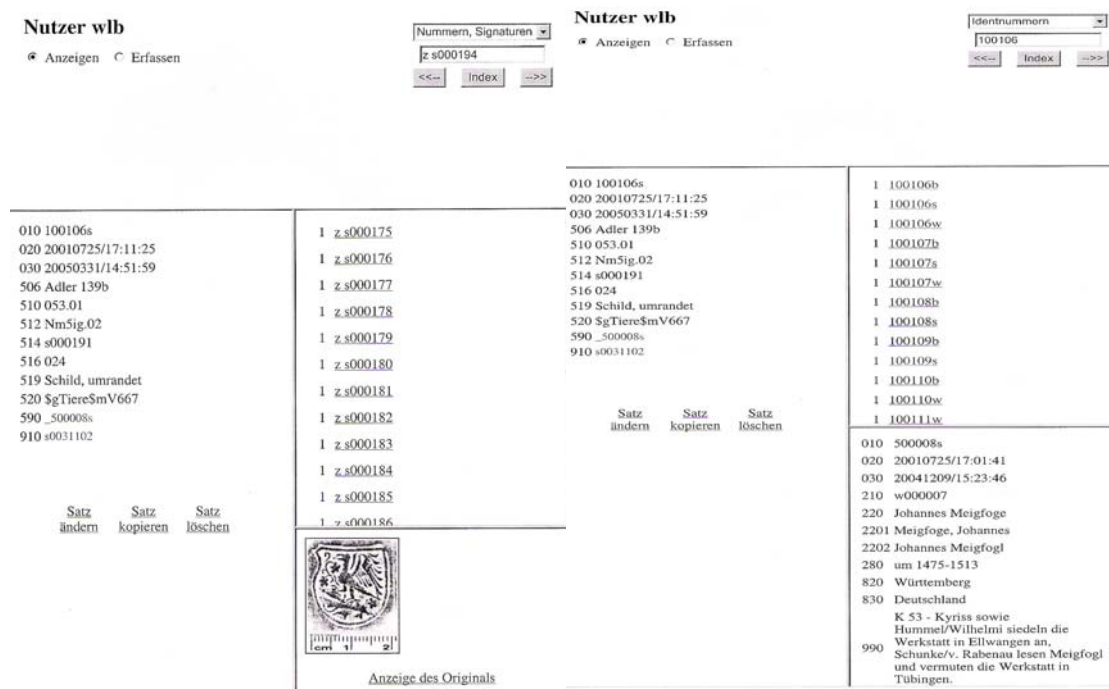 Nutzer wlb
Anzeigen Erfassen
Nummern, Signaturen
z s000194
<<-- Index -->>
010 100106s
020 20010725/17:11:25
030 20050331/14:51:59
506 Adler 139b
510 053.01
512 Nm5ig.02
514 s000191
516 024
519 Schild, umrandet
520 $gTiere$mV667
590 _500008s
910 s0031102
Satz Satz Satz
ändern kopieren löschen
1 z s000175
1 z s000176
1 z s000177
1 z s000178
1 z s000179
1 z s000180
1 z s000181
1 z s000182
1 z s000183
1 z s000184
1 z s000185
1 z s000186
cm 1 2
Anzeige des Originals
Nutzer wlb
Anzeigen Erfassen
Identnummern
100106
<<-- Index -->>
010 100106s
020 20010725/17:11:25
030 20050331/14:51:59
506 Adler 139b
510 053.01
512 Nm5ig.02
514 s000191
516 024
519 Schild, umrandet
520 $gTiere$mV667
590 _500008s
910 s0031102
Satz Satz Satz
ändern kopieren löschen
1 100106b
1 100106s
1 100106w
1 100107b
1 100107s
1 100107w
1 100108b
1 100108s
1 100109b
1 100109s
1 100110b
1 100110w
1 100111w
010 500008s
020 20010725/17:01:41
030 20041209/15:23:46
210 w000007
220 Johannes Meigfoge
2201 Meigfoge, Johannes
2202 Johannes Meigfogl
280 um 1475-1513
820 Württemberg
830 Deutschland
990 K 53 - Kyriss sowie
Hummel/Wilhelmi siedeln die
Werkstatt in Ellwangen an,
Schunke/v. Rabenau lesen Meigfogl
und vermuten die Werkstatt in
Tübingen.